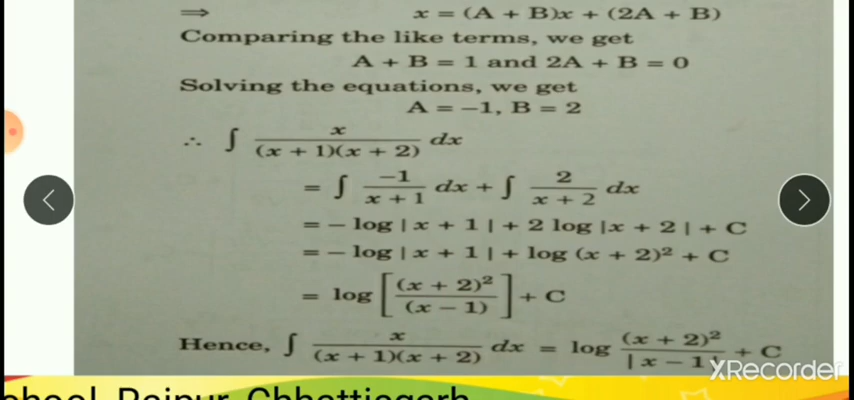 ⟹ x = (A + B)x + (2A + B)
Comparing the like terms, we get
A + B = 1 and 2A + B = 0
Solving the equations, we get
A = –1, B = 2
∴ ∫ x / (x + 1)(x + 2) dx
= ∫ –1 / x + 1 dx + ∫ 2 / x + 2 dx
= – log | x + 1 | + 2 log |x + 2 | + C
= – log | x + 1 | + log (x + 2)² + C
= log [ (x + 2)² / (x – 1) ] + C
Hence, ∫ x / (x + 1)(x + 2) dx = log (x + 2)² / | x – 1 | + C
XRecorder
Raipur Chhattisgarh